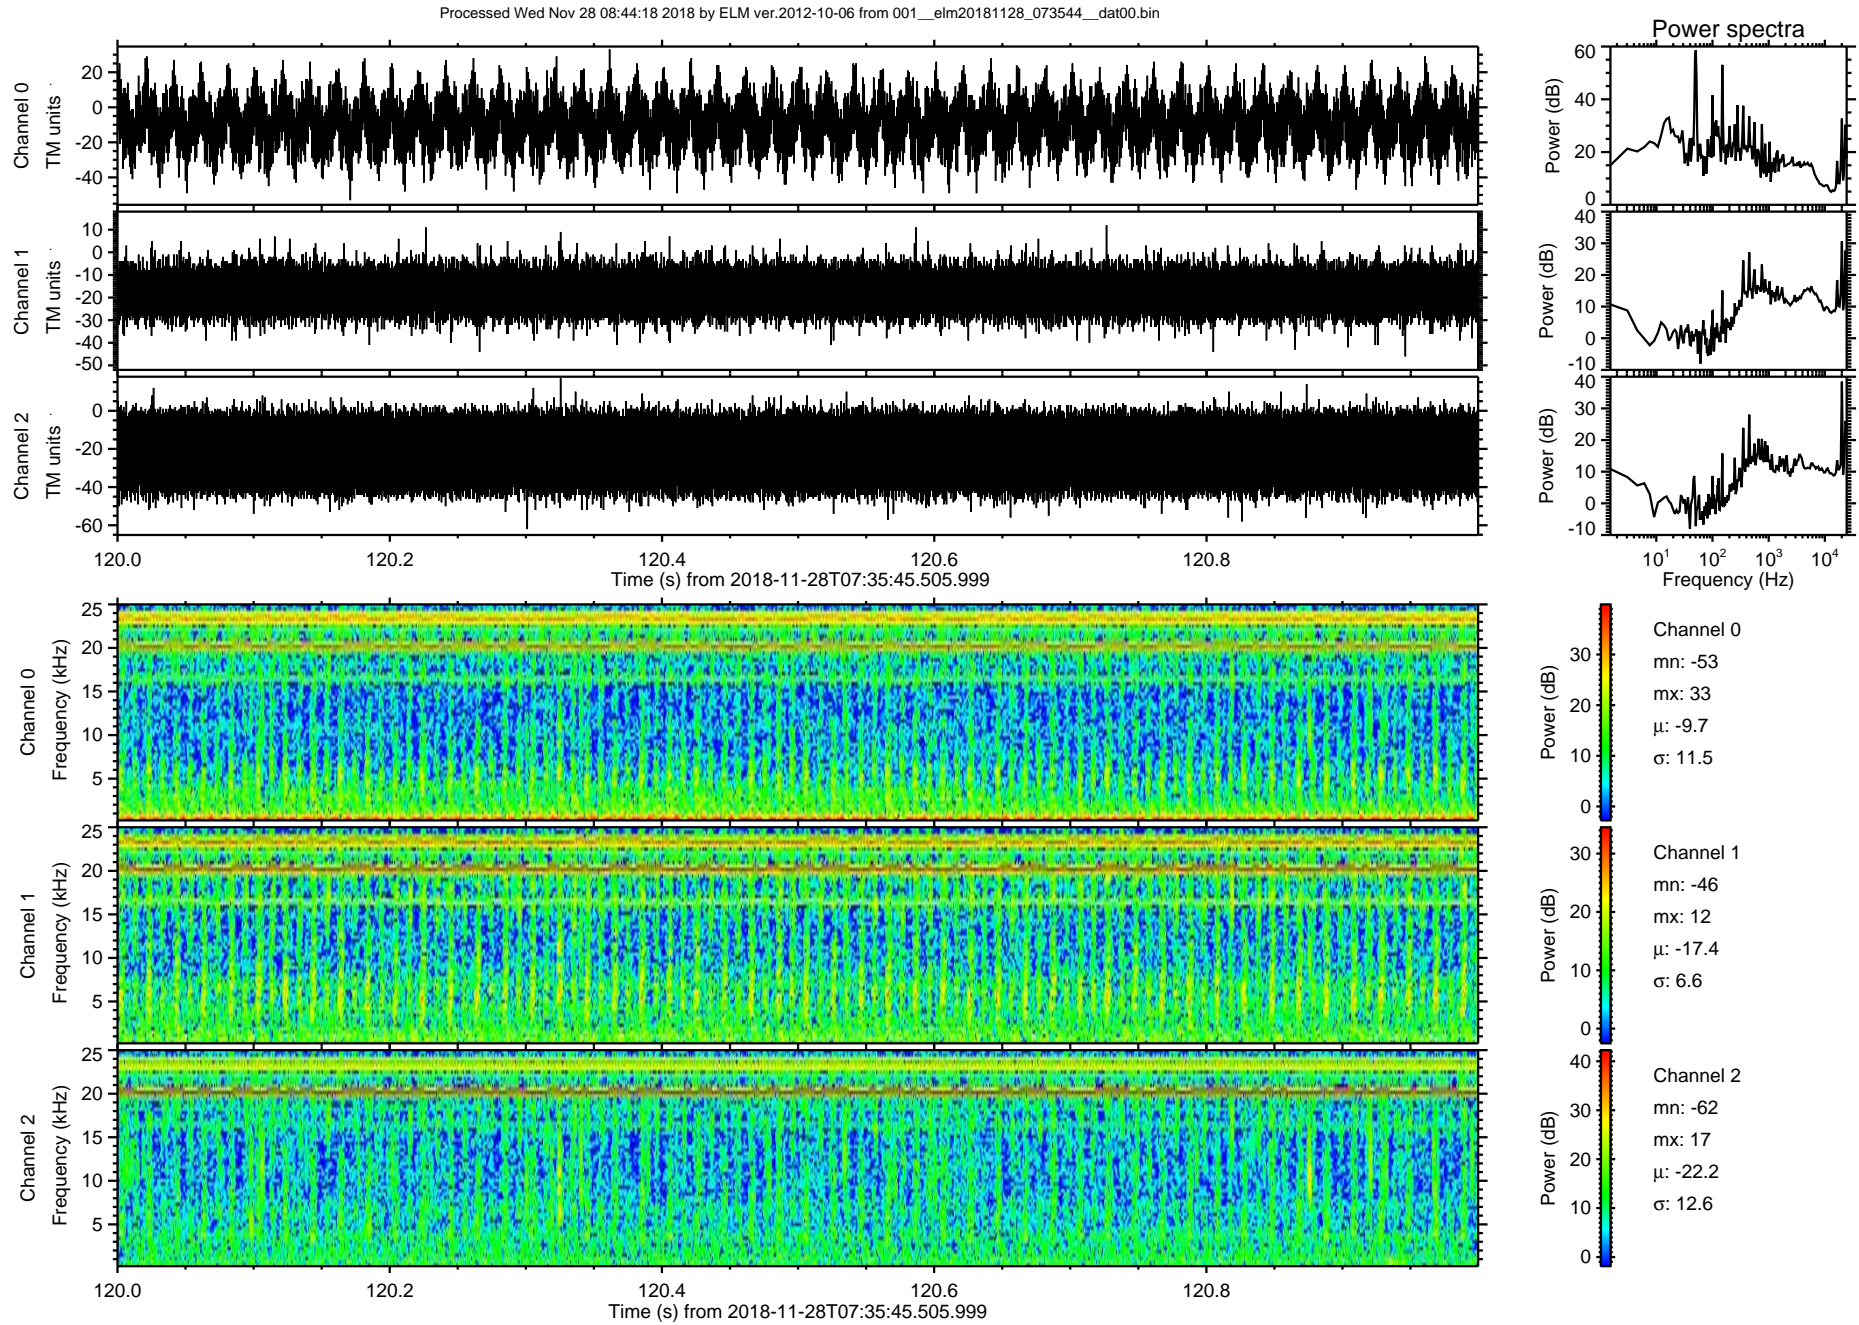 Processed Wed Nov 28 08:44:18 2018 by ELM ver.2012-10-06 from 001__elm20181128_073544__dat00.bin
Power spectra
Channel 0
TM units
20
0
-20
-40
Power (dB)
60
40
20
0
Channel 1
TM units
10
0
-10
-20
-30
-40
-50
Power (dB)
40
30
20
10
0
-10
Channel 2
TM units
0
-20
-40
-60
Power (dB)
40
30
20
10
0
-10
120.0 120.2 120.4 120.6 120.8
Time (s) from 2018-11-28T07:35:45.505.999
10^1 10^2 10^3 10^4
Frequency (Hz)
Channel 0
Frequency (kHz)
25
20
15
10
5
Power (dB)
30
20
10
0
Channel 0
mn: -53
mx: 33
μ: -9.7
σ: 11.5
Channel 1
Frequency (kHz)
25
20
15
10
5
Power (dB)
30
20
10
0
Channel 1
mn: -46
mx: 12
μ: -17.4
σ: 6.6
Channel 2
Frequency (kHz)
25
20
15
10
5
Power (dB)
40
30
20
10
0
Channel 2
mn: -62
mx: 17
μ: -22.2
σ: 12.6
120.0 120.2 120.4 120.6 120.8
Time (s) from 2018-11-28T07:35:45.505.999